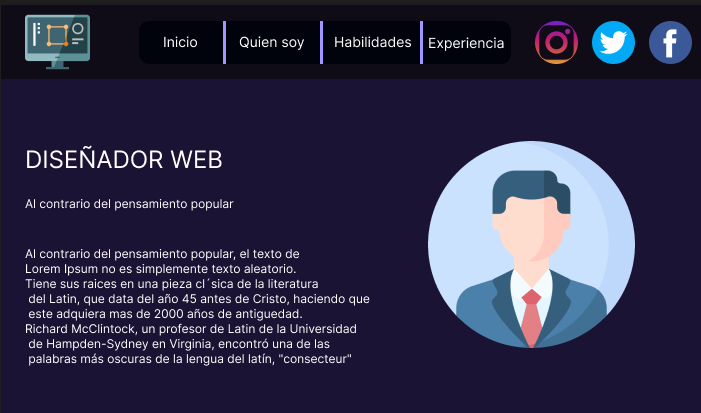 Inicio
Quien soy
Habilidades
Experiencia
DISEÑADOR WEB
Al contrario del pensamiento popular
Al contrario del pensamiento popular, el texto de
Lorem Ipsum no es simplemente texto aleatorio.
Tiene sus raices en una pieza cl´sica de la literatura
del Latin, que data del año 45 antes de Cristo, haciendo que
este adquiera mas de 2000 años de antiguedad.
Richard McClintock, un profesor de Latin de la Universidad
de Hampden-Sydney en Virginia, encontró una de las
palabras más oscuras de la lengua del latín, "consecteur"